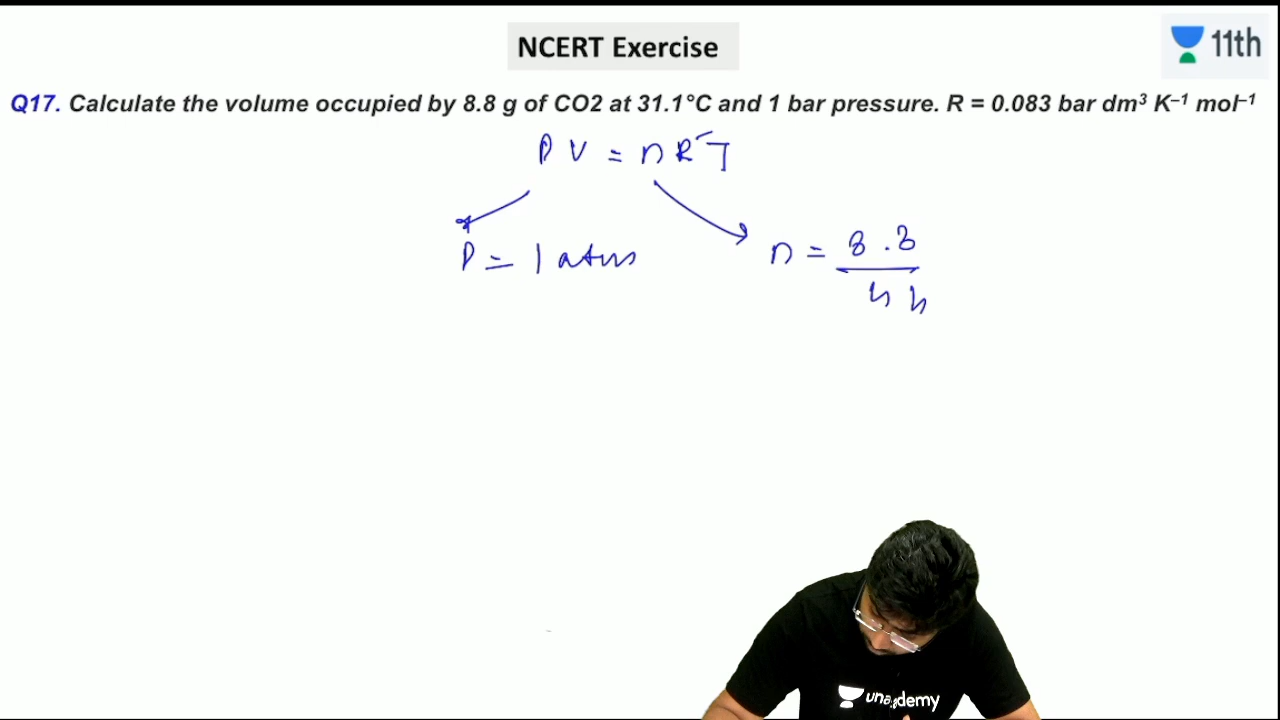 NCERT Exercise
11th
Q17. Calculate the volume occupied by 8.8 g of CO2 at 31.1°C and 1 bar pressure. R = 0.083 bar dm³ K⁻¹ mol⁻¹
PV = nRT
P = 1 atm
n = 8.8
44
unacademy